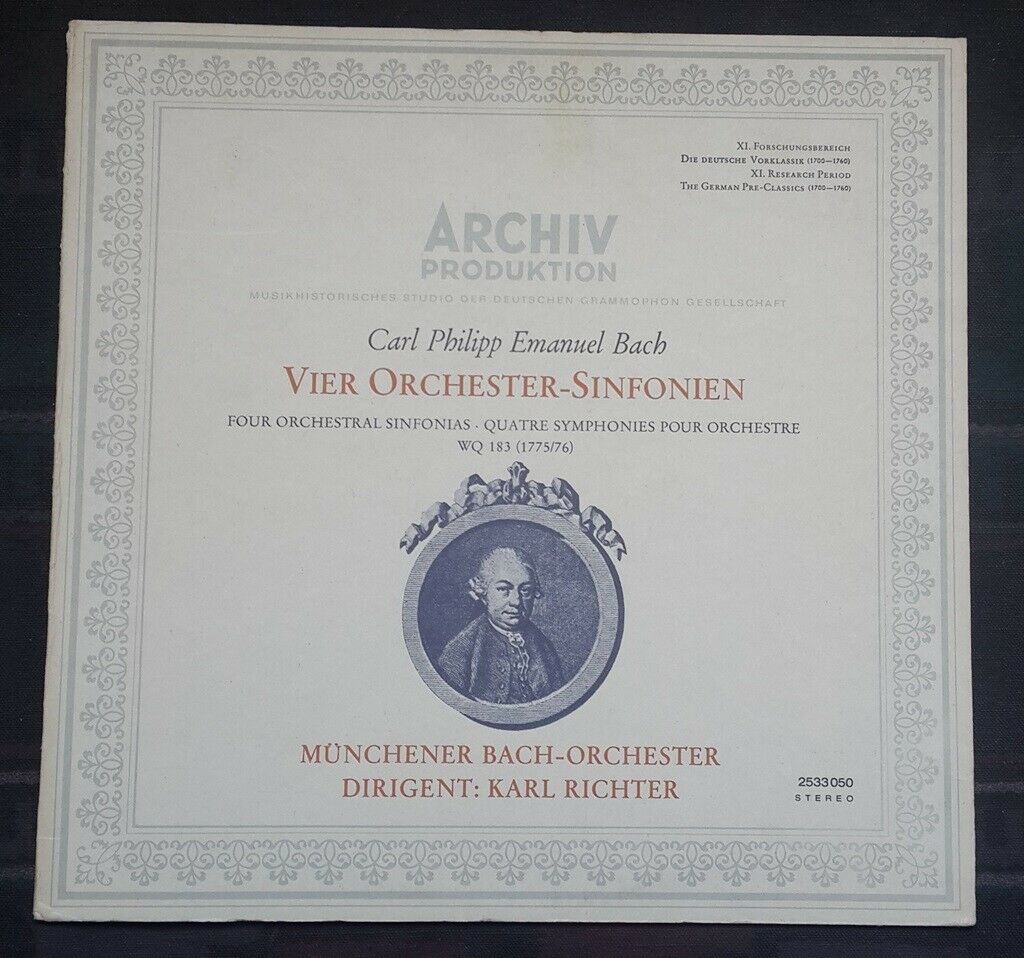 XI. Forschungsbereich
Die deutsche Vorklassik (1700—1760)
XI. Research Period
The German Pre-Classics (1700—1760)
ARCHIV
PRODUKTION
MUSIKHISTORISCHES STUDIO DER DEUTSCHEN GRAMMOPHON GESELLSCHAFT
Carl Philipp Emanuel Bach
VIER ORCHESTER-SINFONIEN
FOUR ORCHESTRAL SINFONIAS · QUATRE SYMPHONIES POUR ORCHESTRE
WQ 183 (1775/76)
MÜNCHENER BACH-ORCHESTER
DIRIGENT: KARL RICHTER
2533 050
STEREO